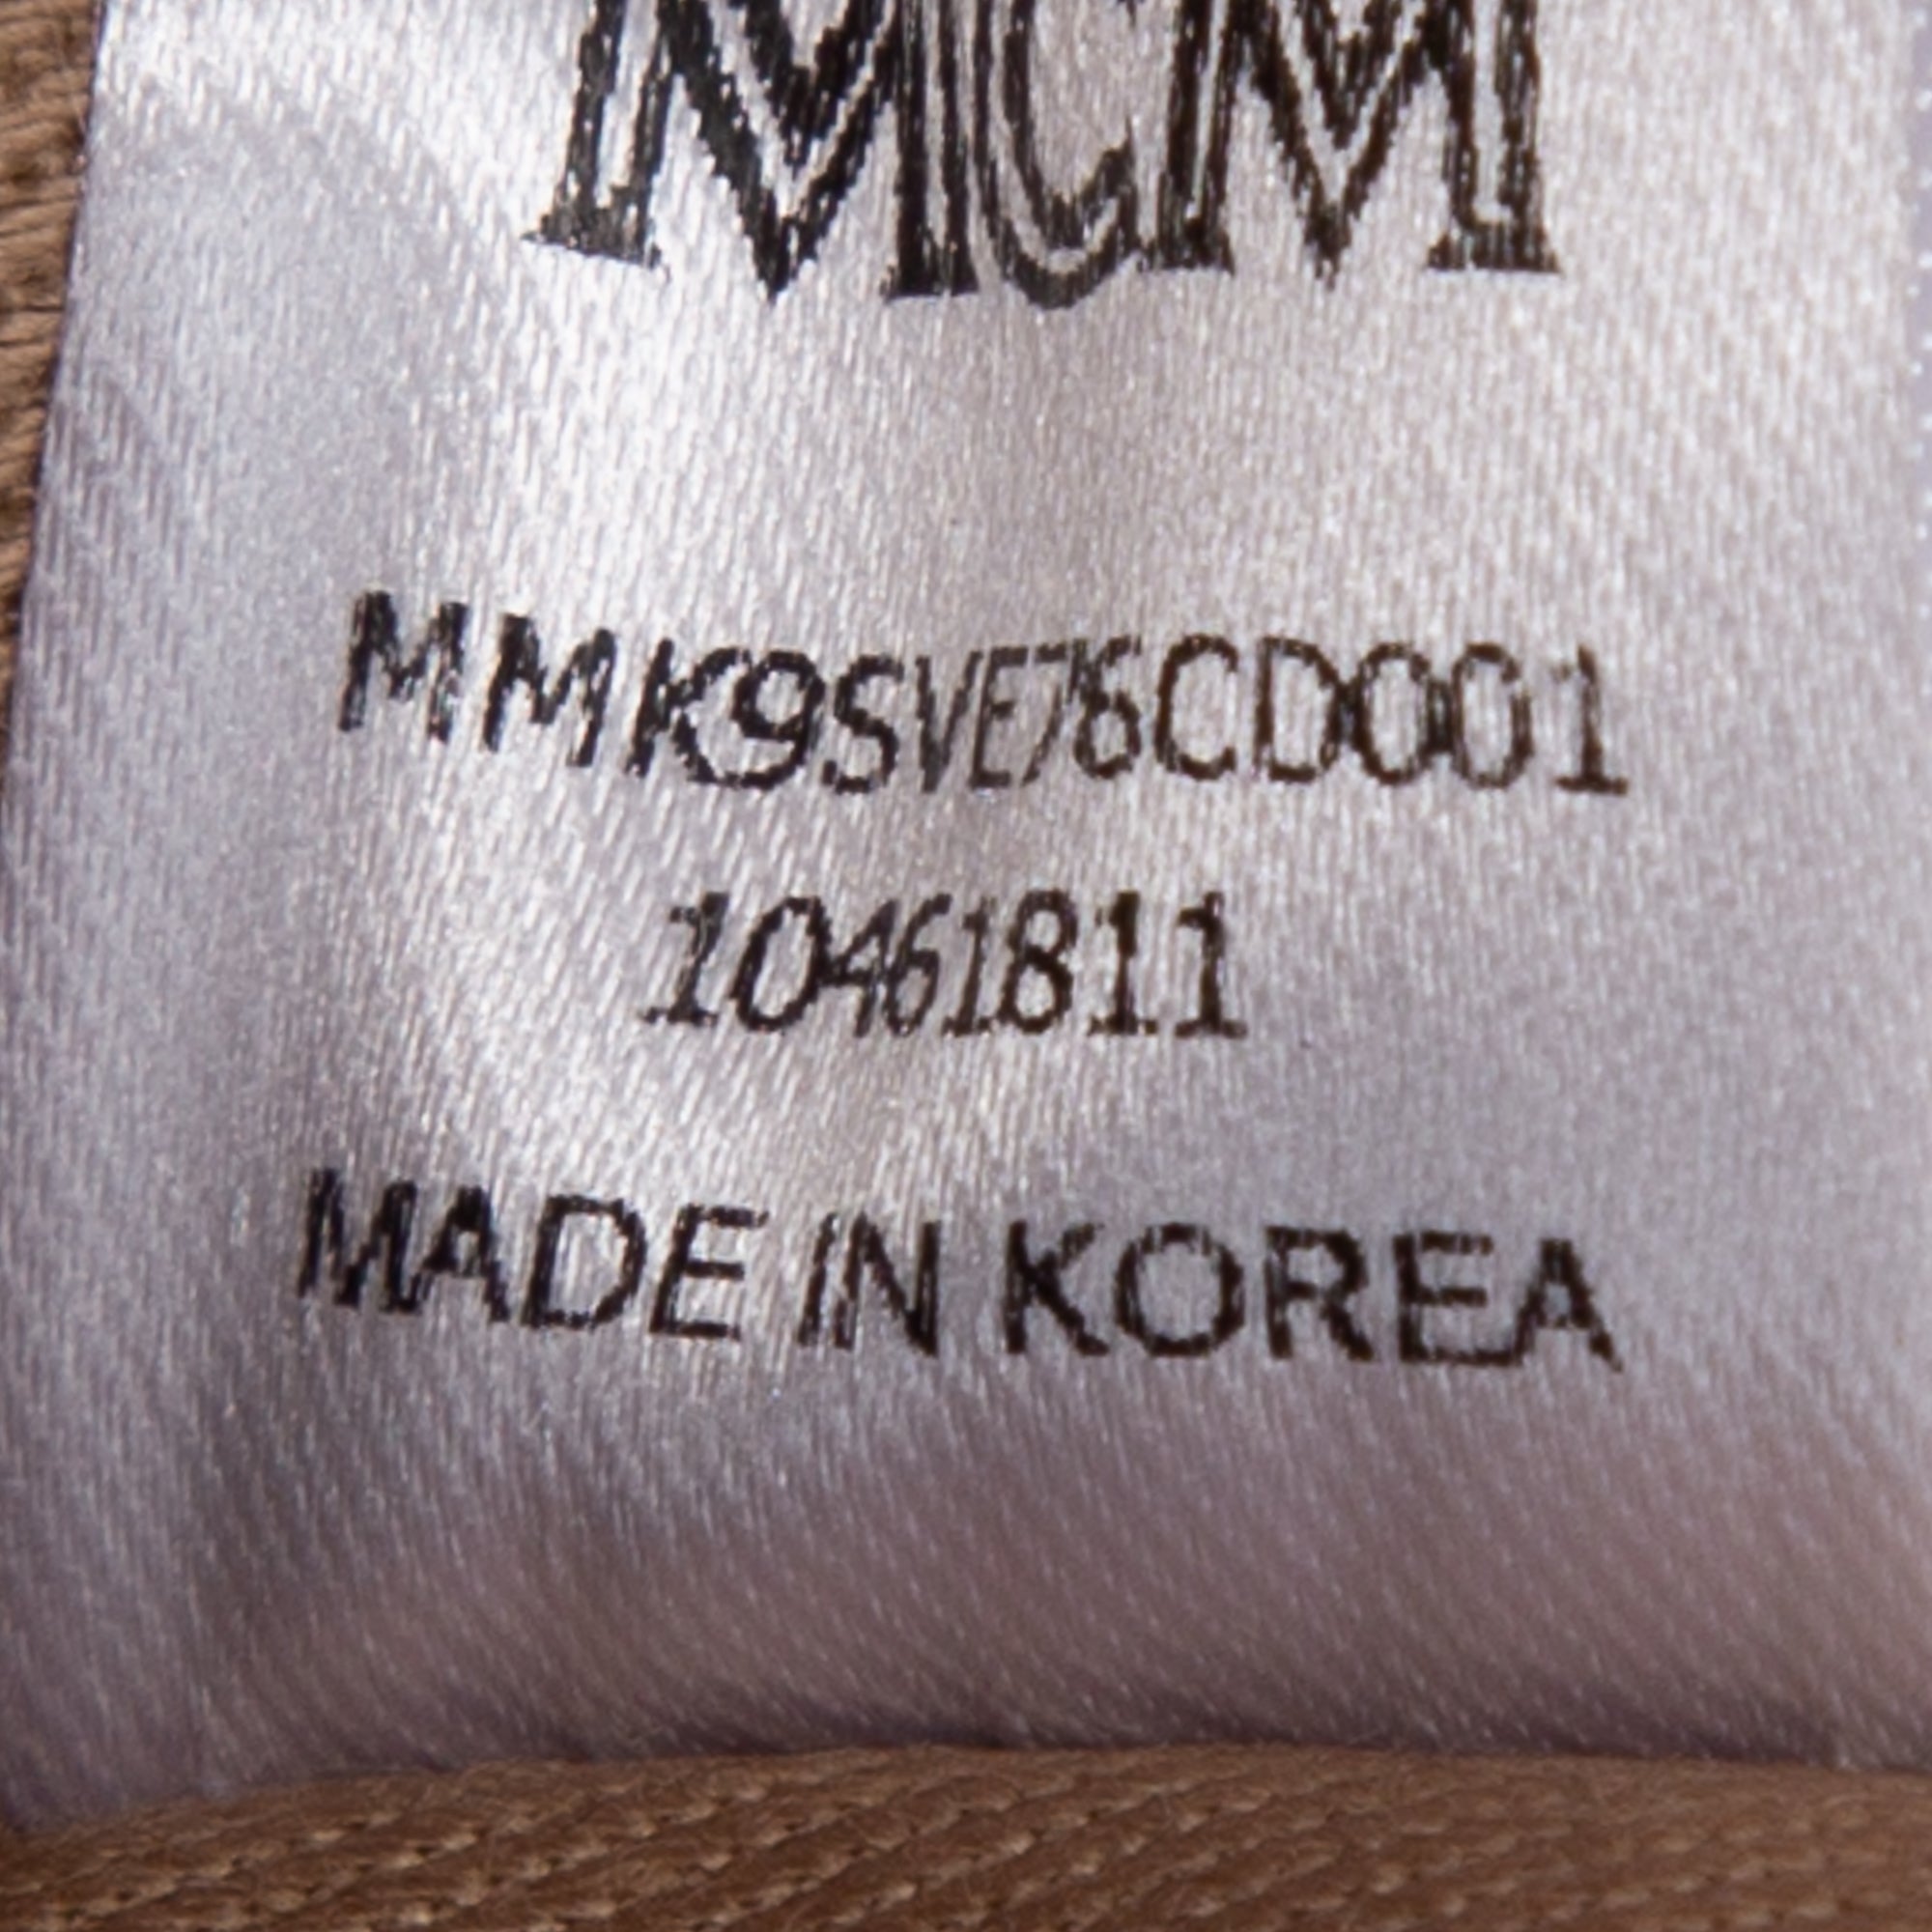 MCM
MMK9SVE76CD001
10461811
MADE IN KOREA